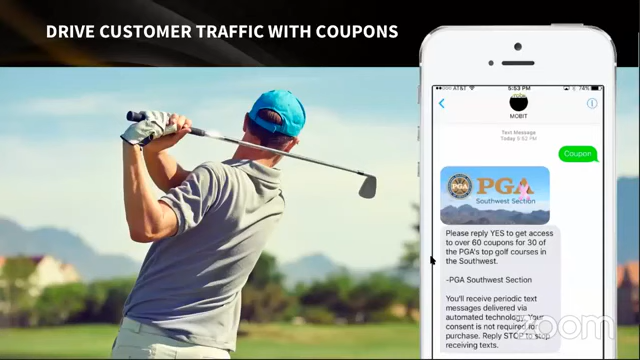 DRIVE CUSTOMER TRAFFIC WITH COUPONS
AT&T
5:53 PM
74%
MOBIT
Text Message
Today 5:52 PM
Coupon
PGA
PGA
Southwest Section
Please reply YES to get access
to over 60 coupons for 30 of
the PGA's top golf courses in
the Southwest.
-PGA Southwest Section
You'll receive periodic text
messages delivered via
automated technology. Your
consent is not required for
purchase. Reply STOP to stop
receiving texts.
zoom